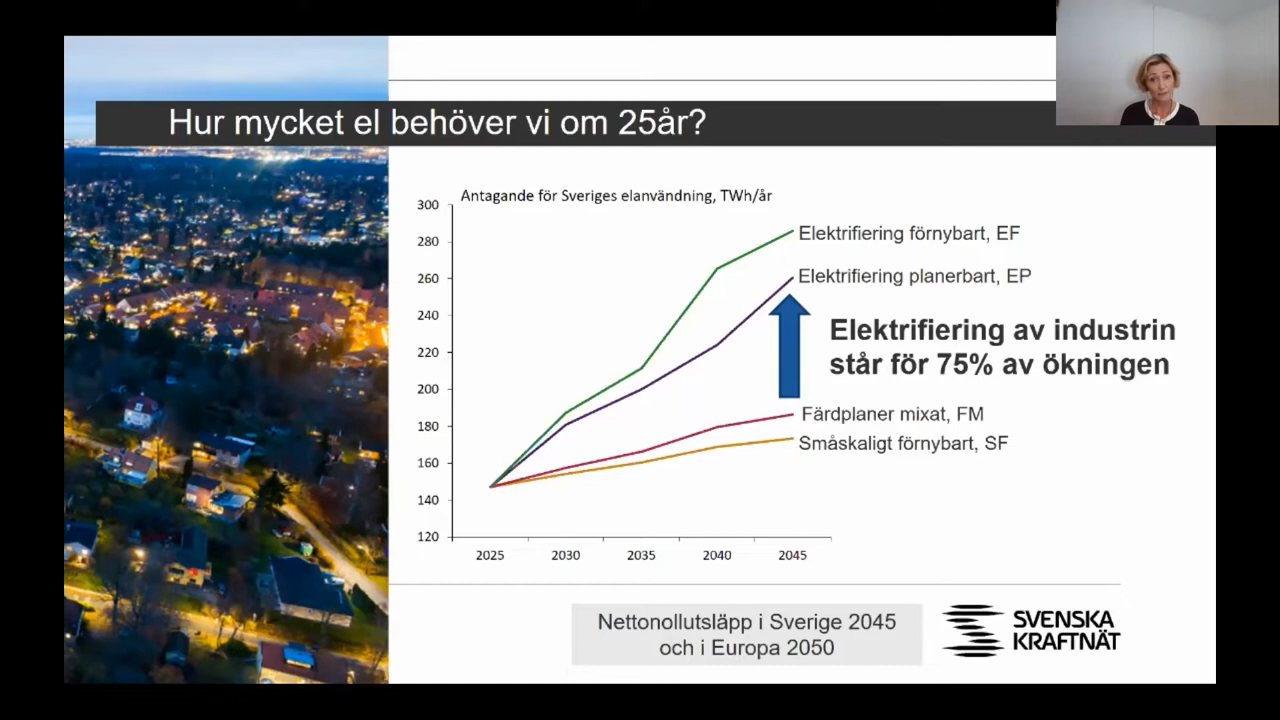 Hur mycket el behöver vi om 25år?
Antagande för Sveriges elanvändning, TWh/år
300
280
260
240
220
200
180
160
140
120
2025 2030 2035 2040 2045
Elektrifiering förnybart, EF
Elektrifiering planerbart, EP
Elektrifiering av industrin
står för 75% av ökningen
Färdplaner mixat, FM
Småskaligt förnybart, SF
Nettonollutsläpp i Sverige 2045
och i Europa 2050
SVENSKA
KRAFTNÄT